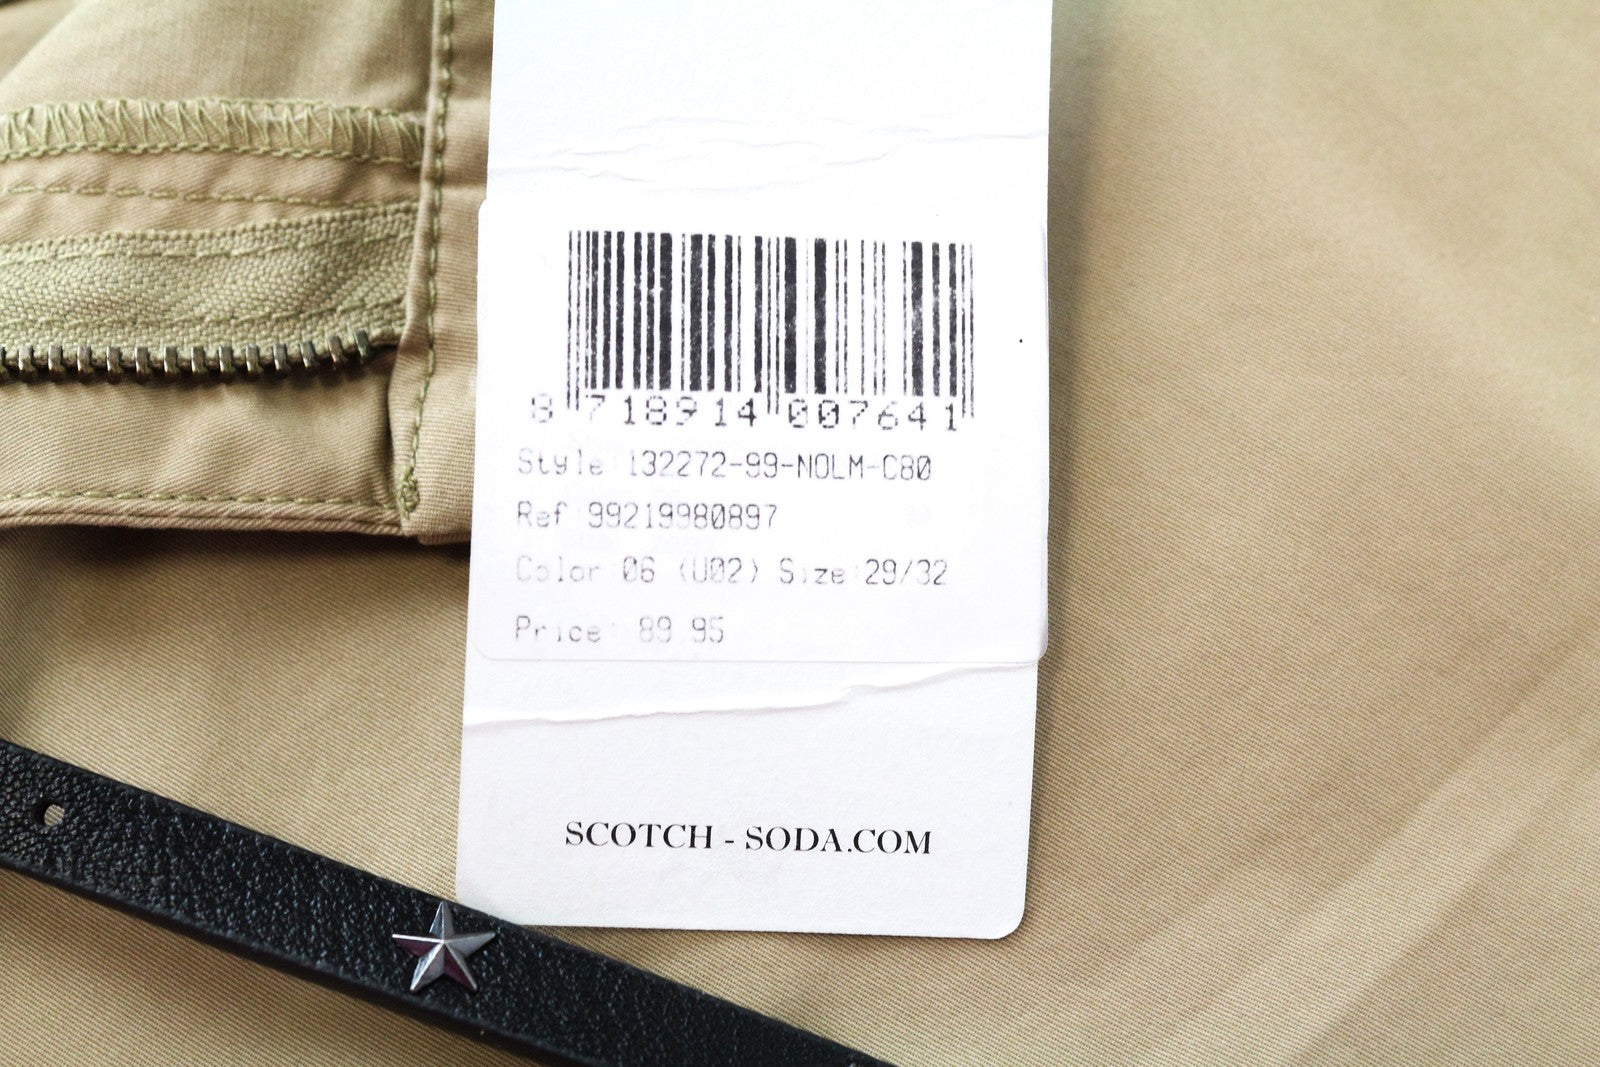 8 718914 007641
Style: 132272-99-NOLM-C80
Ref: 99219980897
Color: 06 (U02) Size: 29/32
Price: 89.95
SCOTCH - SODA.COM